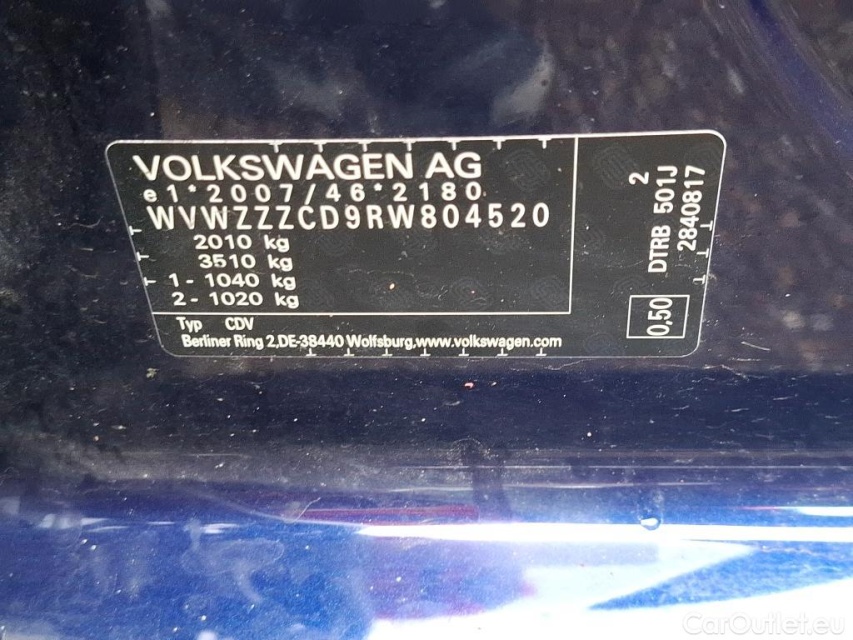 VOLKSWAGEN AG
e1*2007/46*2180
WVWZZZCD9RW804520
2010 kg
3510 kg
1 - 1040 kg
2 - 1020 kg
Typ CDV
Berliner Ring 2,DE-38440 Wolfsburg,www.volkswagen.com
2
DTRB 501J
2840817
0,50
CarOutlet.eu